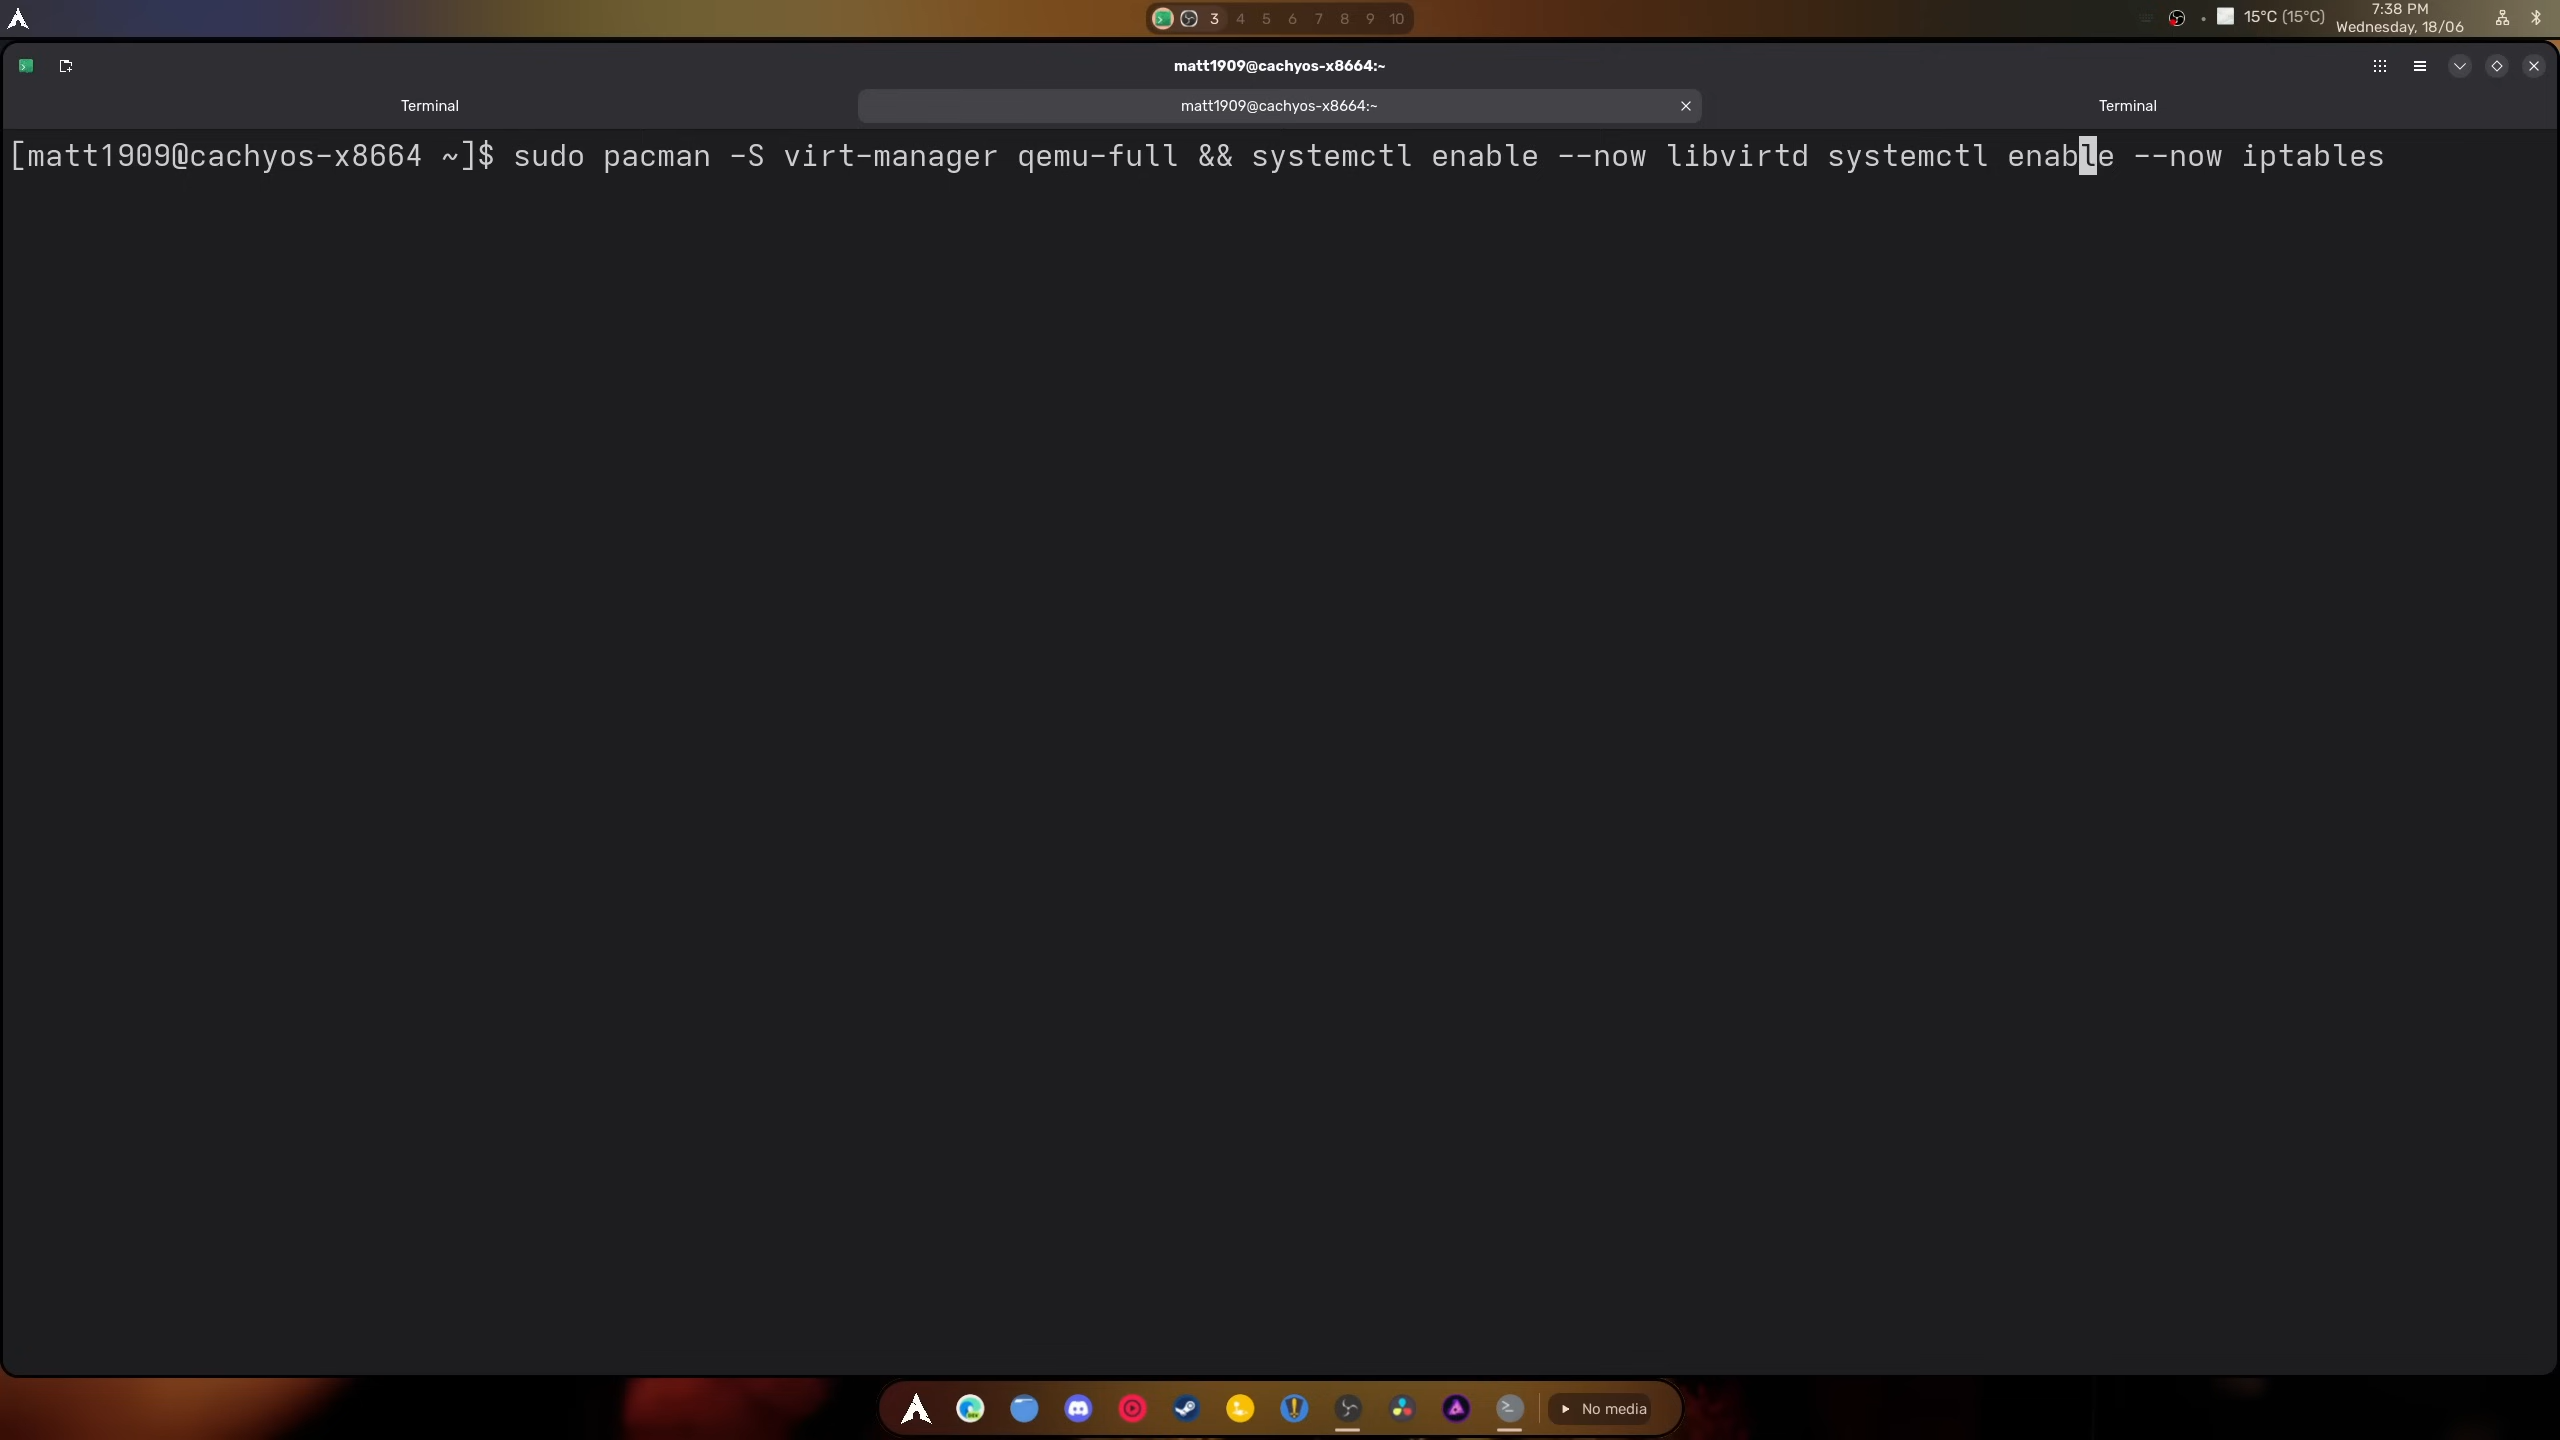 3 4 5 6 7 8 9 10
15°C (15°C)
7:38 PM
Wednesday, 18/06
matt1909@cachyos-x8664:~
Terminal
matt1909@cachyos-x8664:~
Terminal
[matt1909@cachyos-x8664 ~]$ sudo pacman -S virt-manager qemu-full && systemctl enable --now libvirtd systemctl enable --now iptables
No media